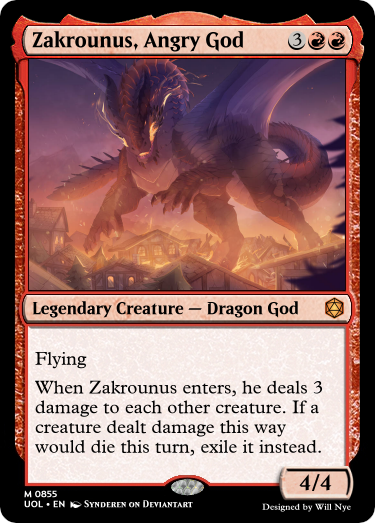 Zakrounus, Angry God 3
Legendary Creature — Dragon God
Flying
When Zakrounus enters, he deals 3
damage to each other creature. If a
creature dealt damage this way
would die this turn, exile it instead.
4/4
M 0855
UOL • EN Synderen on Deviantart
Designed by Will Nye